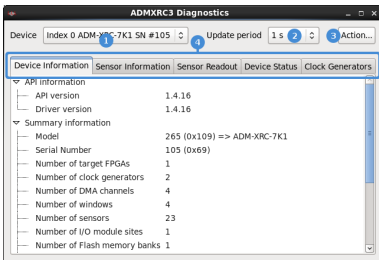 ADMXRC3 Diagnostics
Device Index 0 ADM-XRC-7K1 SN #105 Update period 1 s 2 3 Action...
1 4
Device Information Sensor Information Sensor Readout Device Status Clock Generators
API information
API version 1.4.16
Driver version 1.4.16
Summary information
Model 265 (0x109) => ADM-XRC-7K1
Serial Number 105 (0x69)
Number of target FPGAs 1
Number of clock generators 2
Number of DMA channels 4
Number of windows 4
Number of sensors 23
Number of I/O module sites 1
Number of Flash memory banks 1